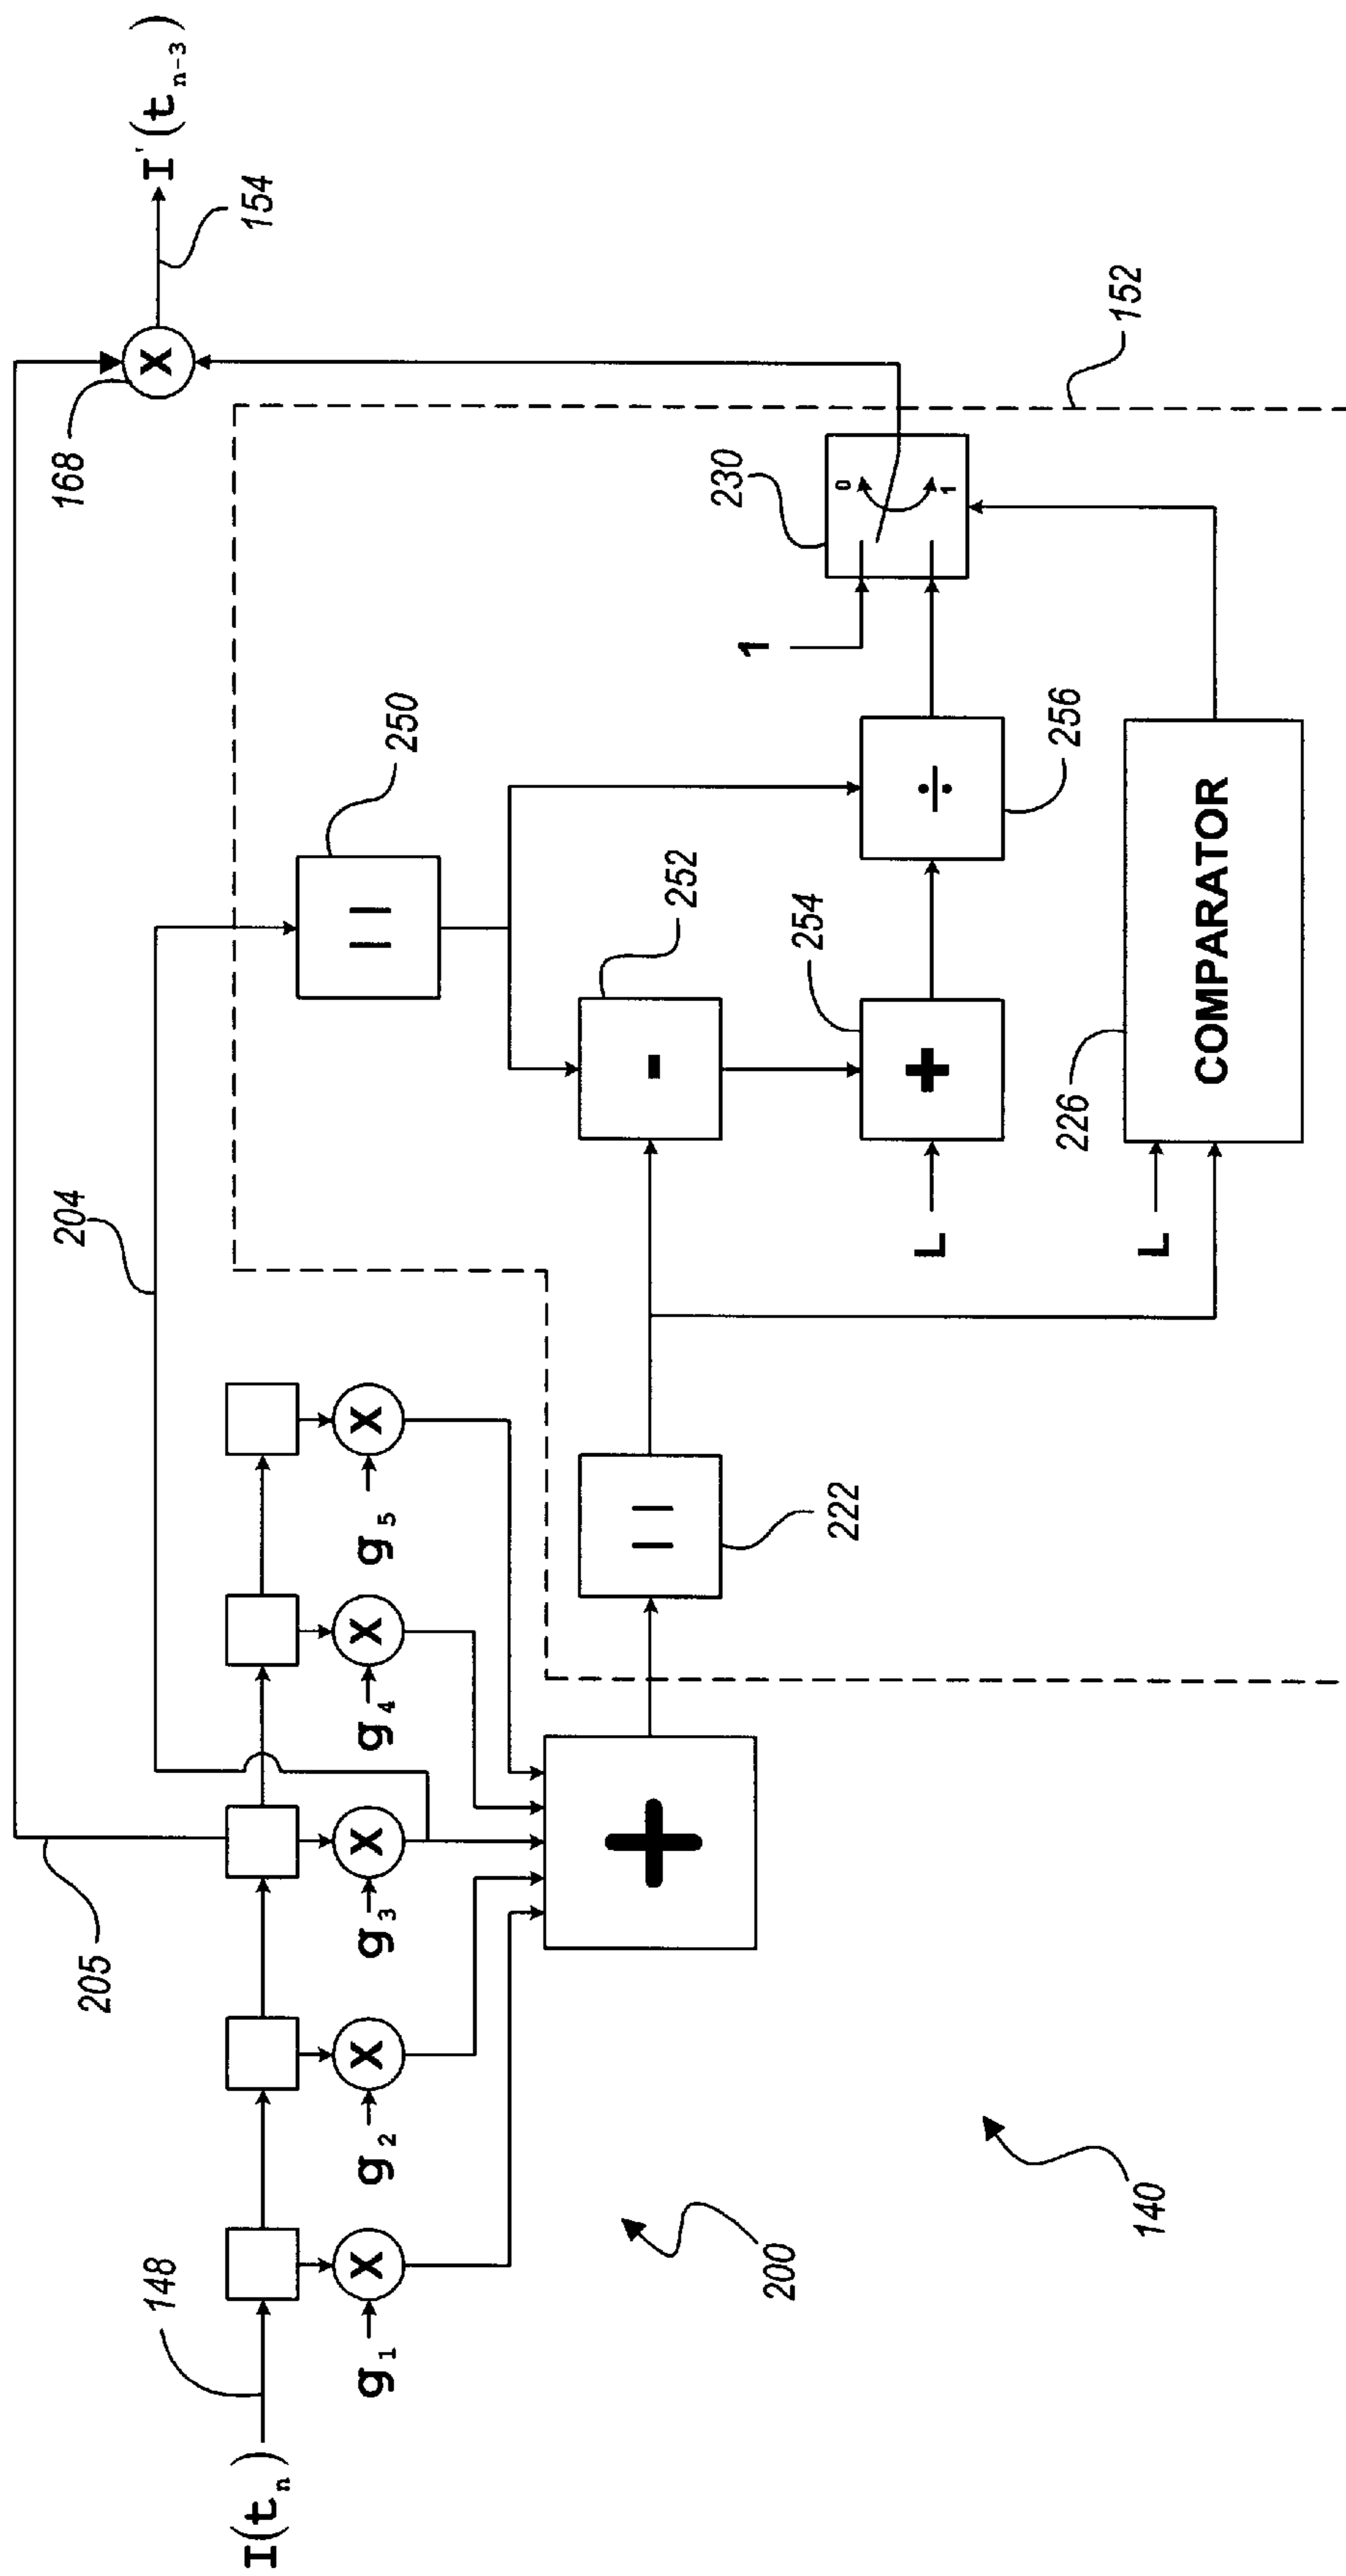 I(tₙ)
148
205
204
168
154
I'(tₙ₋₃)
g₁
X
g₂
X
g₃
X
g₄
X
g₅
X
X
+
| |
222
| |
250
-
252
L
+
254
÷
256
1
0
1
230
152
L
226
COMPARATOR
200
140